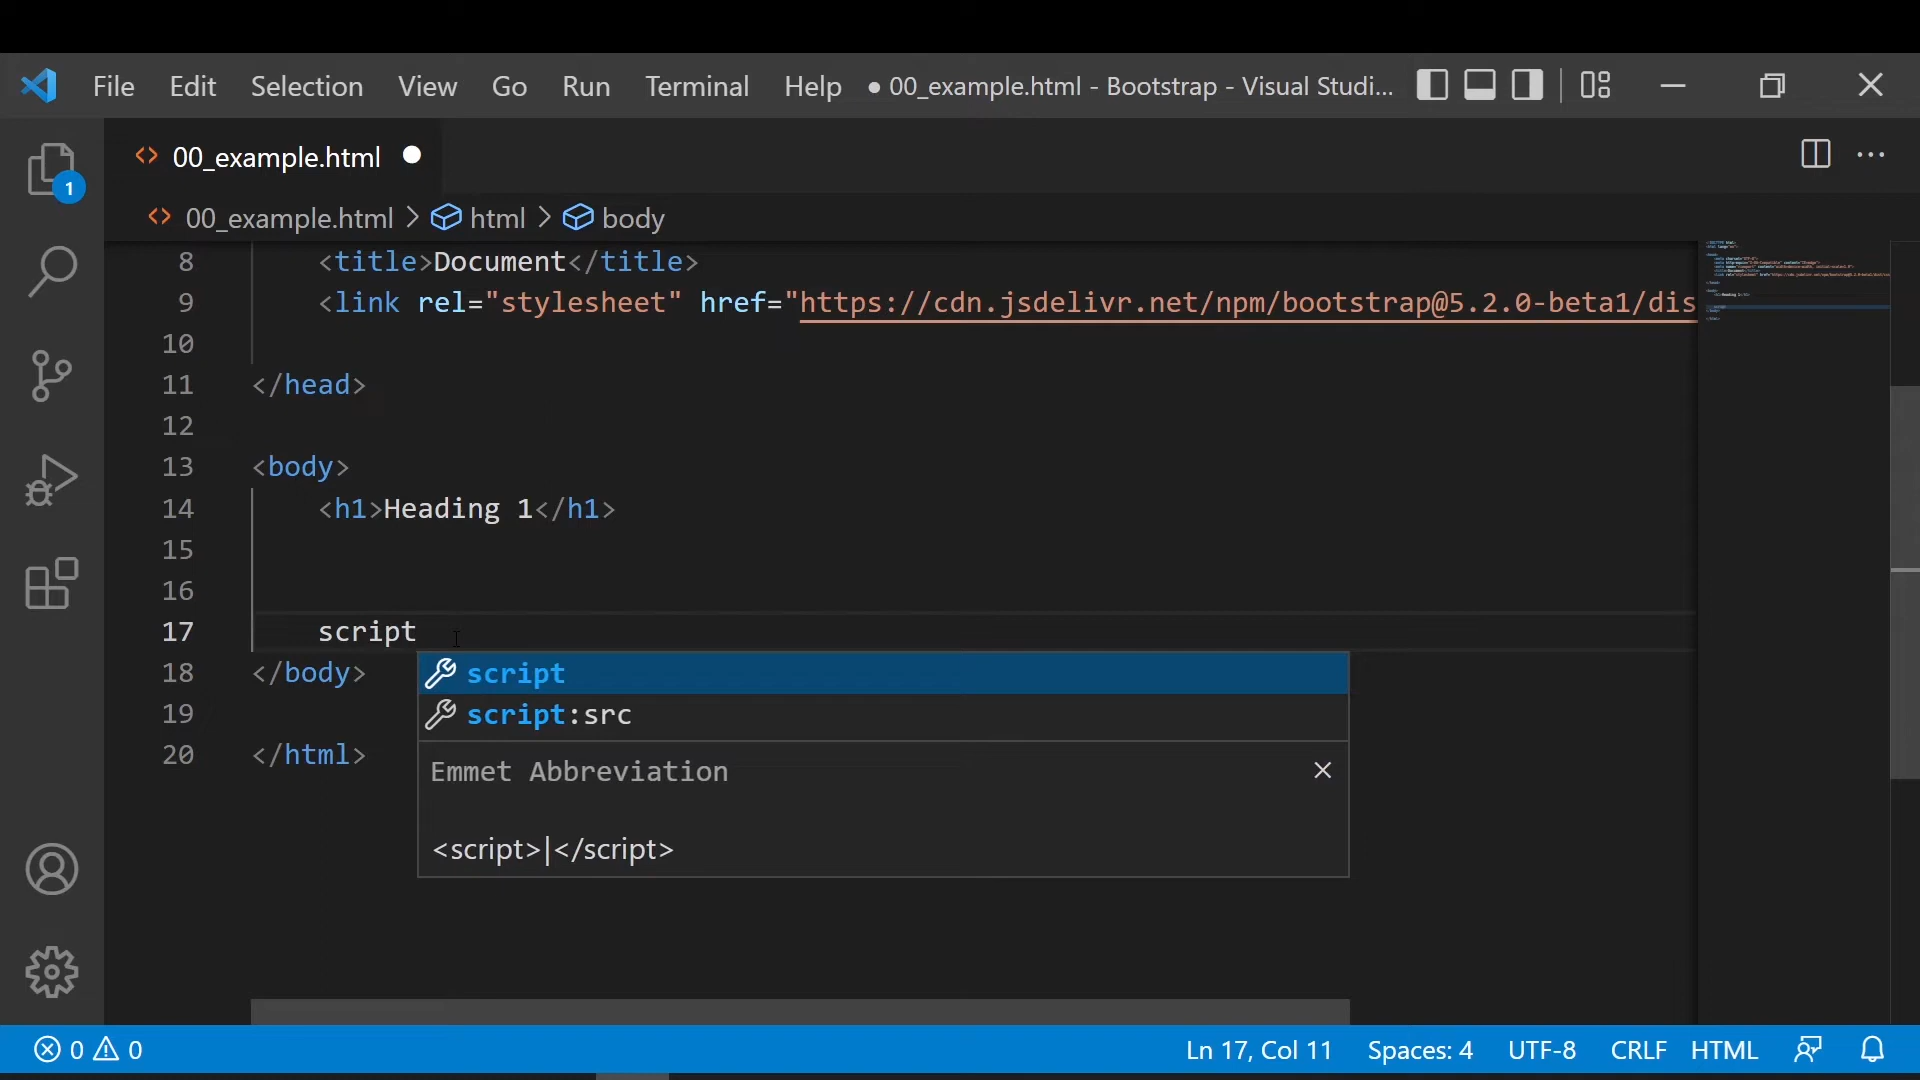 File Edit Selection View Go Run Terminal Help ● 00_example.html - Bootstrap - Visual Studi...
00_example.html
1
00_example.html > html > body
8 <title>Document</title>
9 <link rel="stylesheet" href="https://cdn.jsdelivr.net/npm/bootstrap@5.2.0-beta1/dis
10
11 </head>
12
13 <body>
14 <h1>Heading 1</h1>
15
16
17 script
script
18 </body>
script:src
19
20 </html>
Emmet Abbreviation
<script>|</script>
0 0 Ln 17, Col 11 Spaces: 4 UTF-8 CRLF HTML